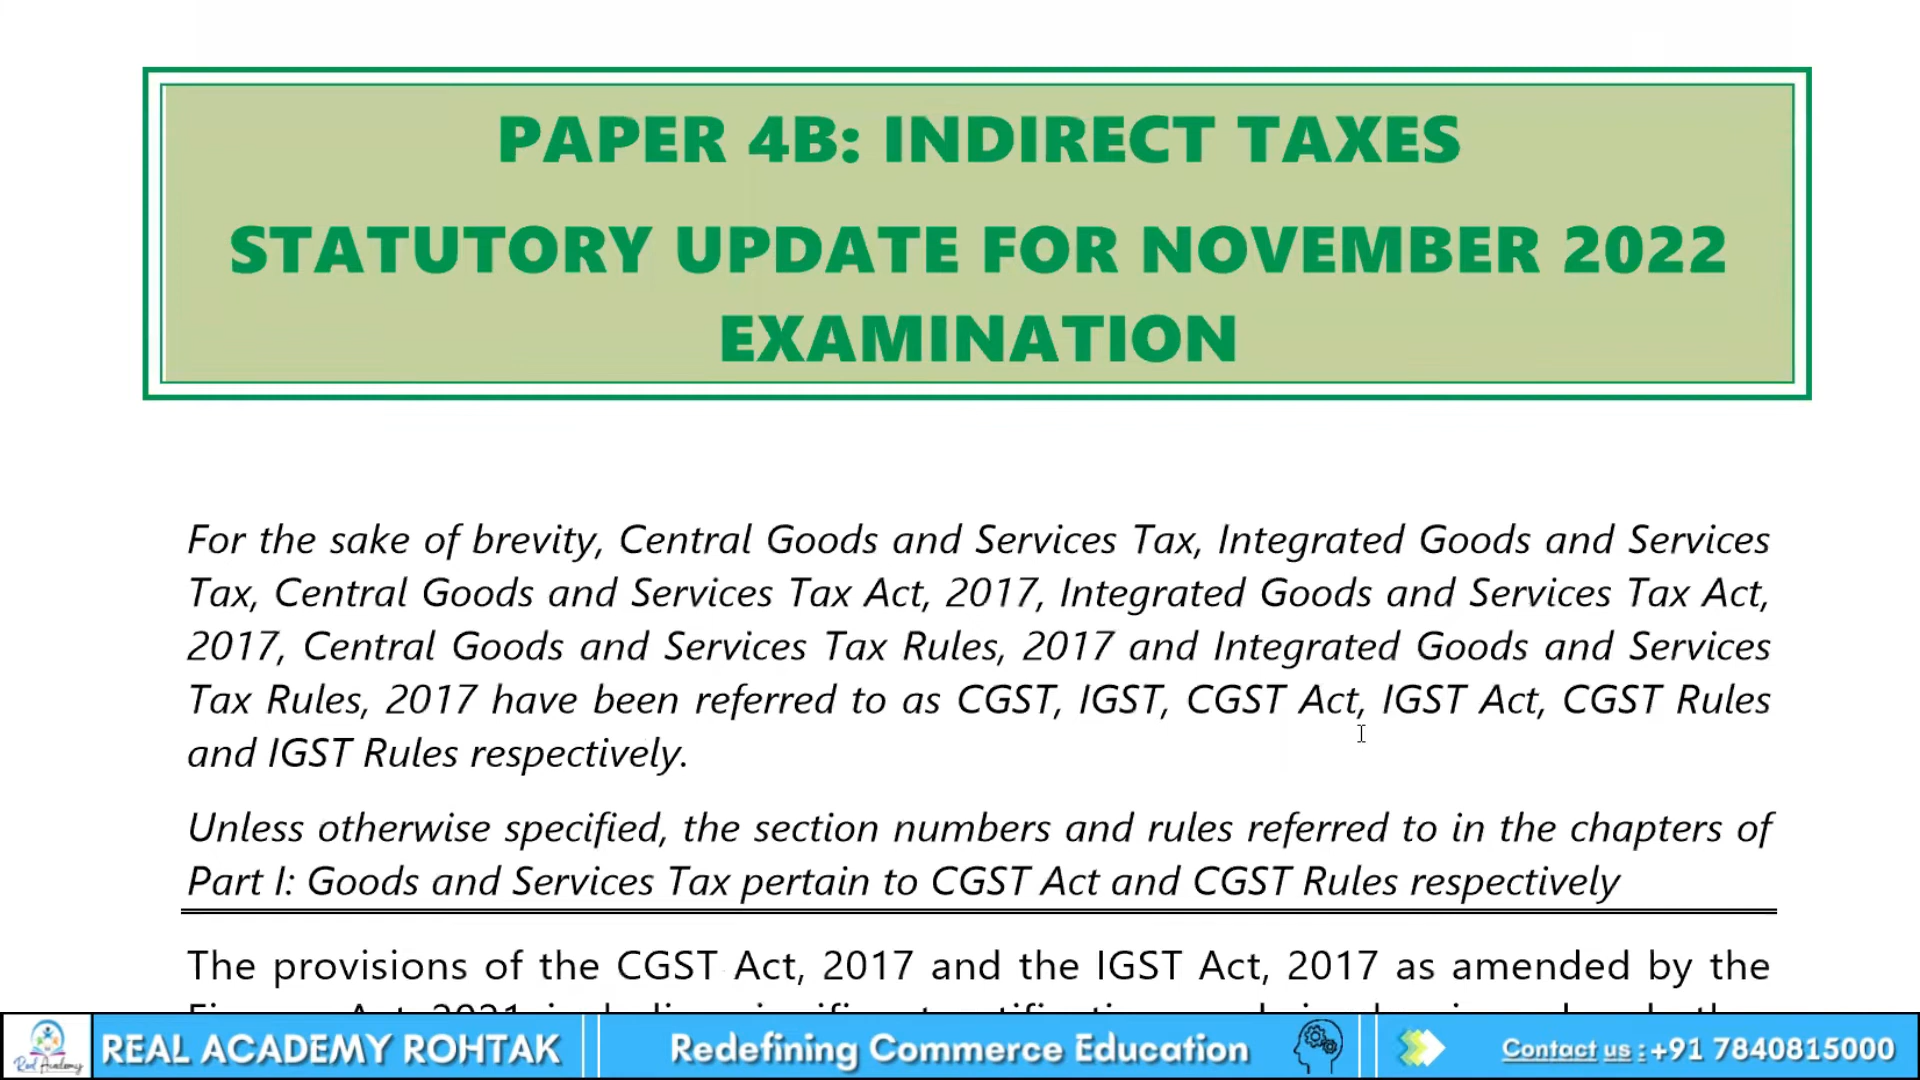 PAPER 4B: INDIRECT TAXES
STATUTORY UPDATE FOR NOVEMBER 2022
EXAMINATION
For the sake of brevity, Central Goods and Services Tax, Integrated Goods and Services
Tax, Central Goods and Services Tax Act, 2017, Integrated Goods and Services Tax Act,
2017, Central Goods and Services Tax Rules, 2017 and Integrated Goods and Services
Tax Rules, 2017 have been referred to as CGST, IGST, CGST Act, IGST Act, CGST Rules
and IGST Rules respectively.
Unless otherwise specified, the section numbers and rules referred to in the chapters of
Part I: Goods and Services Tax pertain to CGST Act and CGST Rules respectively
The provisions of the CGST Act, 2017 and the IGST Act, 2017 as amended by the
Real Academy
REAL ACADEMY ROHTAK
Redefining Commerce Education
Contact us : +91 7840815000